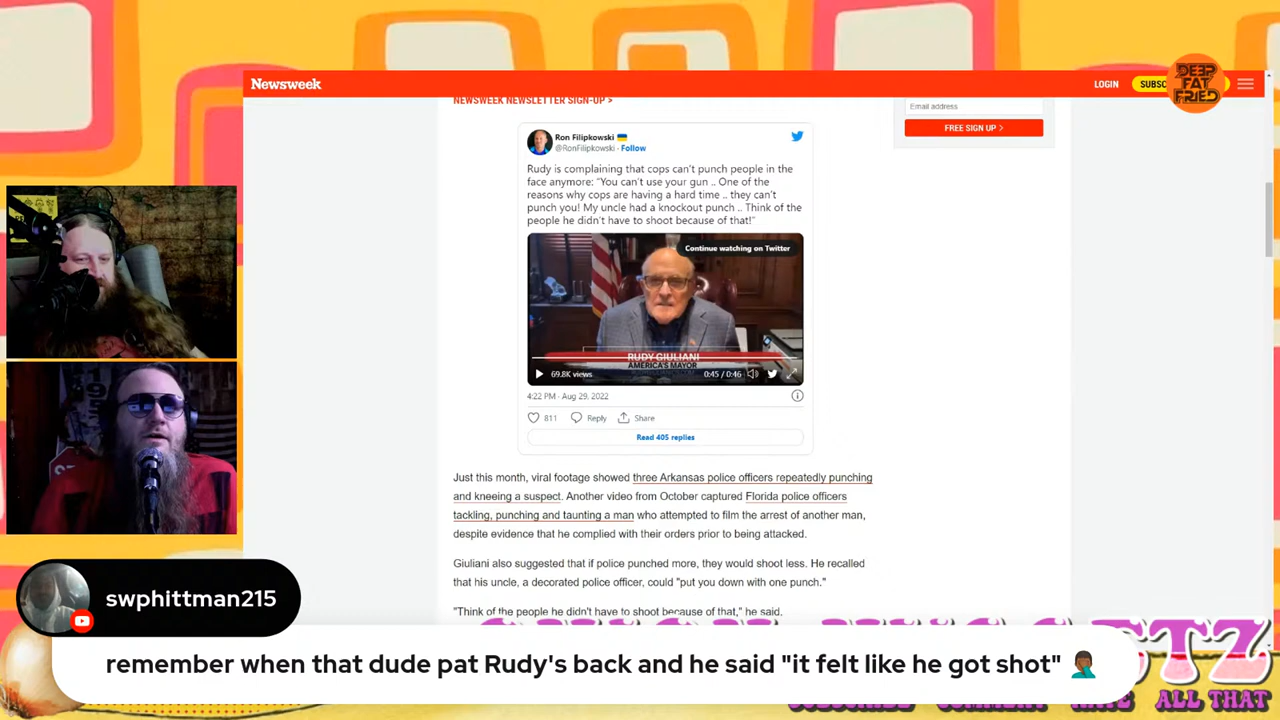 Newsweek
LOGIN
SUBSC
DEEP
FAT
FRIED
NEWSWEEK NEWSLETTER SIGN-UP >
Email address
FREE SIGN UP >
Ron Filipkowski
@RonFilipkowski · Follow
Rudy is complaining that cops can't punch people in the
face anymore: "You can't use your gun .. One of the
reasons why cops are having a hard time .. they can't
punch you! My uncle had a knockout punch .. Think of the
people he didn't have to shoot because of that!"
Continue watching on Twitter
RUDY GIULIANI
AMERICA'S MAYOR
69.8K views
0:45 / 0:46
4:22 PM · Aug 29, 2022
811
Reply
Share
Read 405 replies
Just this month, viral footage showed three Arkansas police officers repeatedly punching
and kneeing a suspect. Another video from October captured Florida police officers
tackling, punching and taunting a man who attempted to film the arrest of another man,
despite evidence that he complied with their orders prior to being attacked.
Giuliani also suggested that if police punched more, they would shoot less. He recalled
that his uncle, a decorated police officer, could "put you down with one punch."
"Think of the people he didn't have to shoot because of that," he said.
swphittman215
remember when that dude pat Rudy's back and he said "it felt like he got shot" 🤦🏾‍♂️
ALL THAT